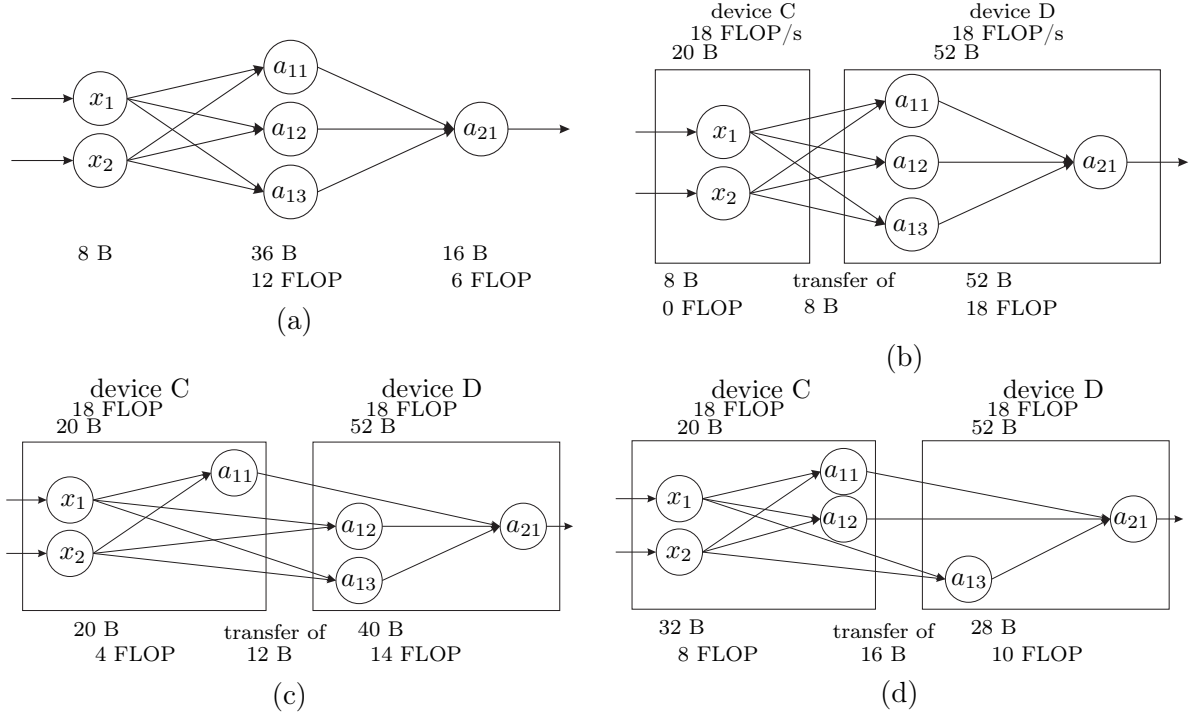 x1
x2
a11
a12
a13
a21
8 B
36 B
12 FLOP
16 B
6 FLOP
(a)
device C
18 FLOP/s
20 B
device D
18 FLOP/s
52 B
x1
x2
a11
a12
a13
a21
8 B
0 FLOP
transfer of
8 B
52 B
18 FLOP
(b)
device C
18 FLOP
20 B
device D
18 FLOP
52 B
x1
x2
a11
a12
a13
a21
20 B
4 FLOP
transfer of
12 B
40 B
14 FLOP
(c)
device C
18 FLOP
20 B
device D
18 FLOP
52 B
x1
x2
a11
a12
a13
a21
32 B
8 FLOP
transfer of
16 B
28 B
10 FLOP
(d)